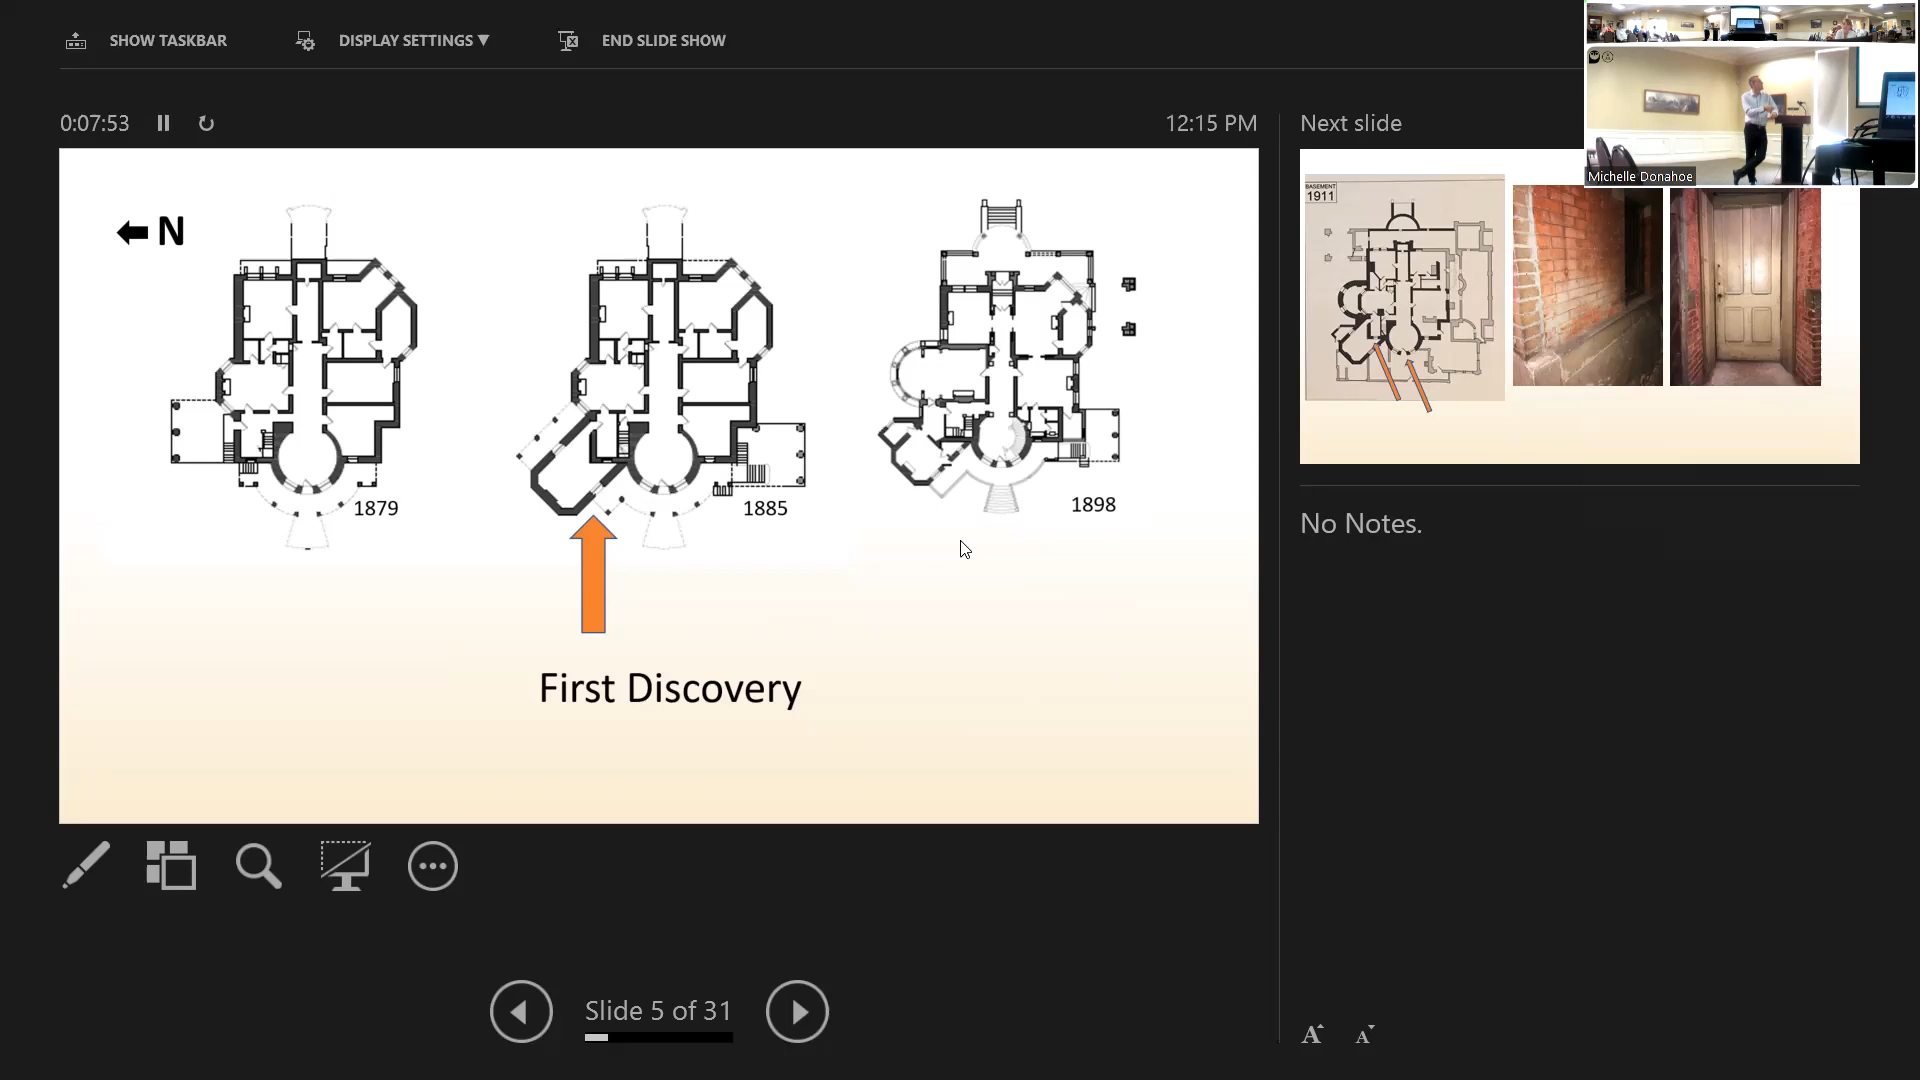 SHOW TASKBAR
DISPLAY SETTINGS ▼
END SLIDE SHOW
0:07:53
12:15 PM
Next slide
Michelle Donahoe
N
1879
1885
1898
First Discovery
BASEMENT
1911
No Notes.
Slide 5 of 31
A
A